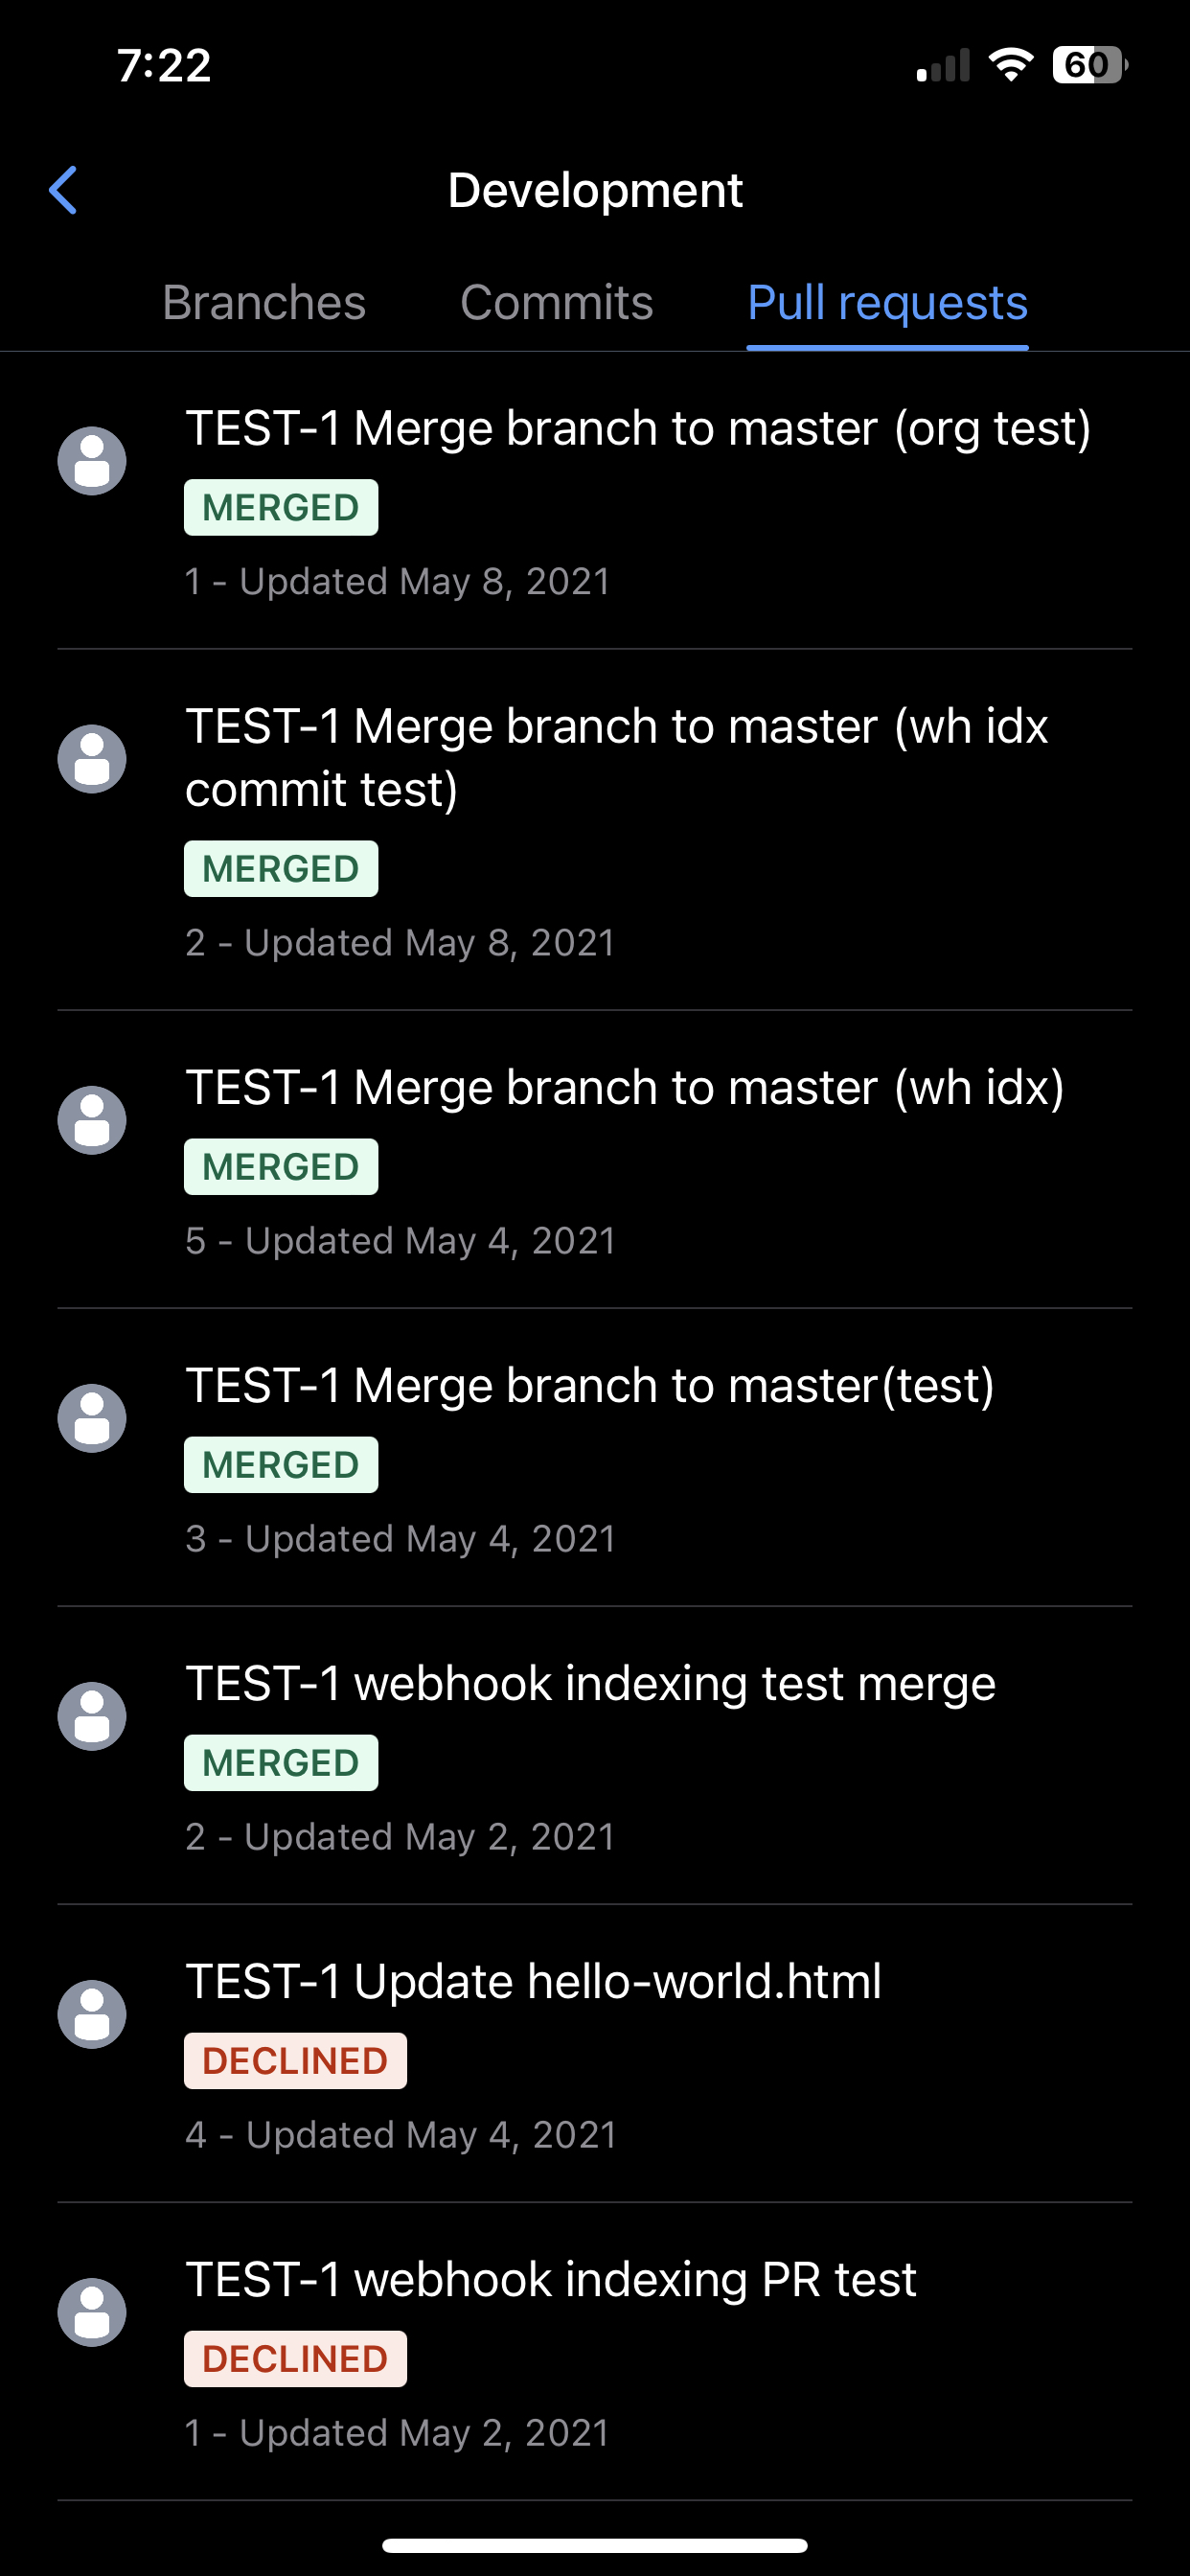 7:22
60
Development
Branches Commits Pull requests
TEST-1 Merge branch to master (org test)
MERGED
1 - Updated May 8, 2021
TEST-1 Merge branch to master (wh idx
commit test)
MERGED
2 - Updated May 8, 2021
TEST-1 Merge branch to master (wh idx)
MERGED
5 - Updated May 4, 2021
TEST-1 Merge branch to master(test)
MERGED
3 - Updated May 4, 2021
TEST-1 webhook indexing test merge
MERGED
2 - Updated May 2, 2021
TEST-1 Update hello-world.html
DECLINED
4 - Updated May 4, 2021
TEST-1 webhook indexing PR test
DECLINED
1 - Updated May 2, 2021